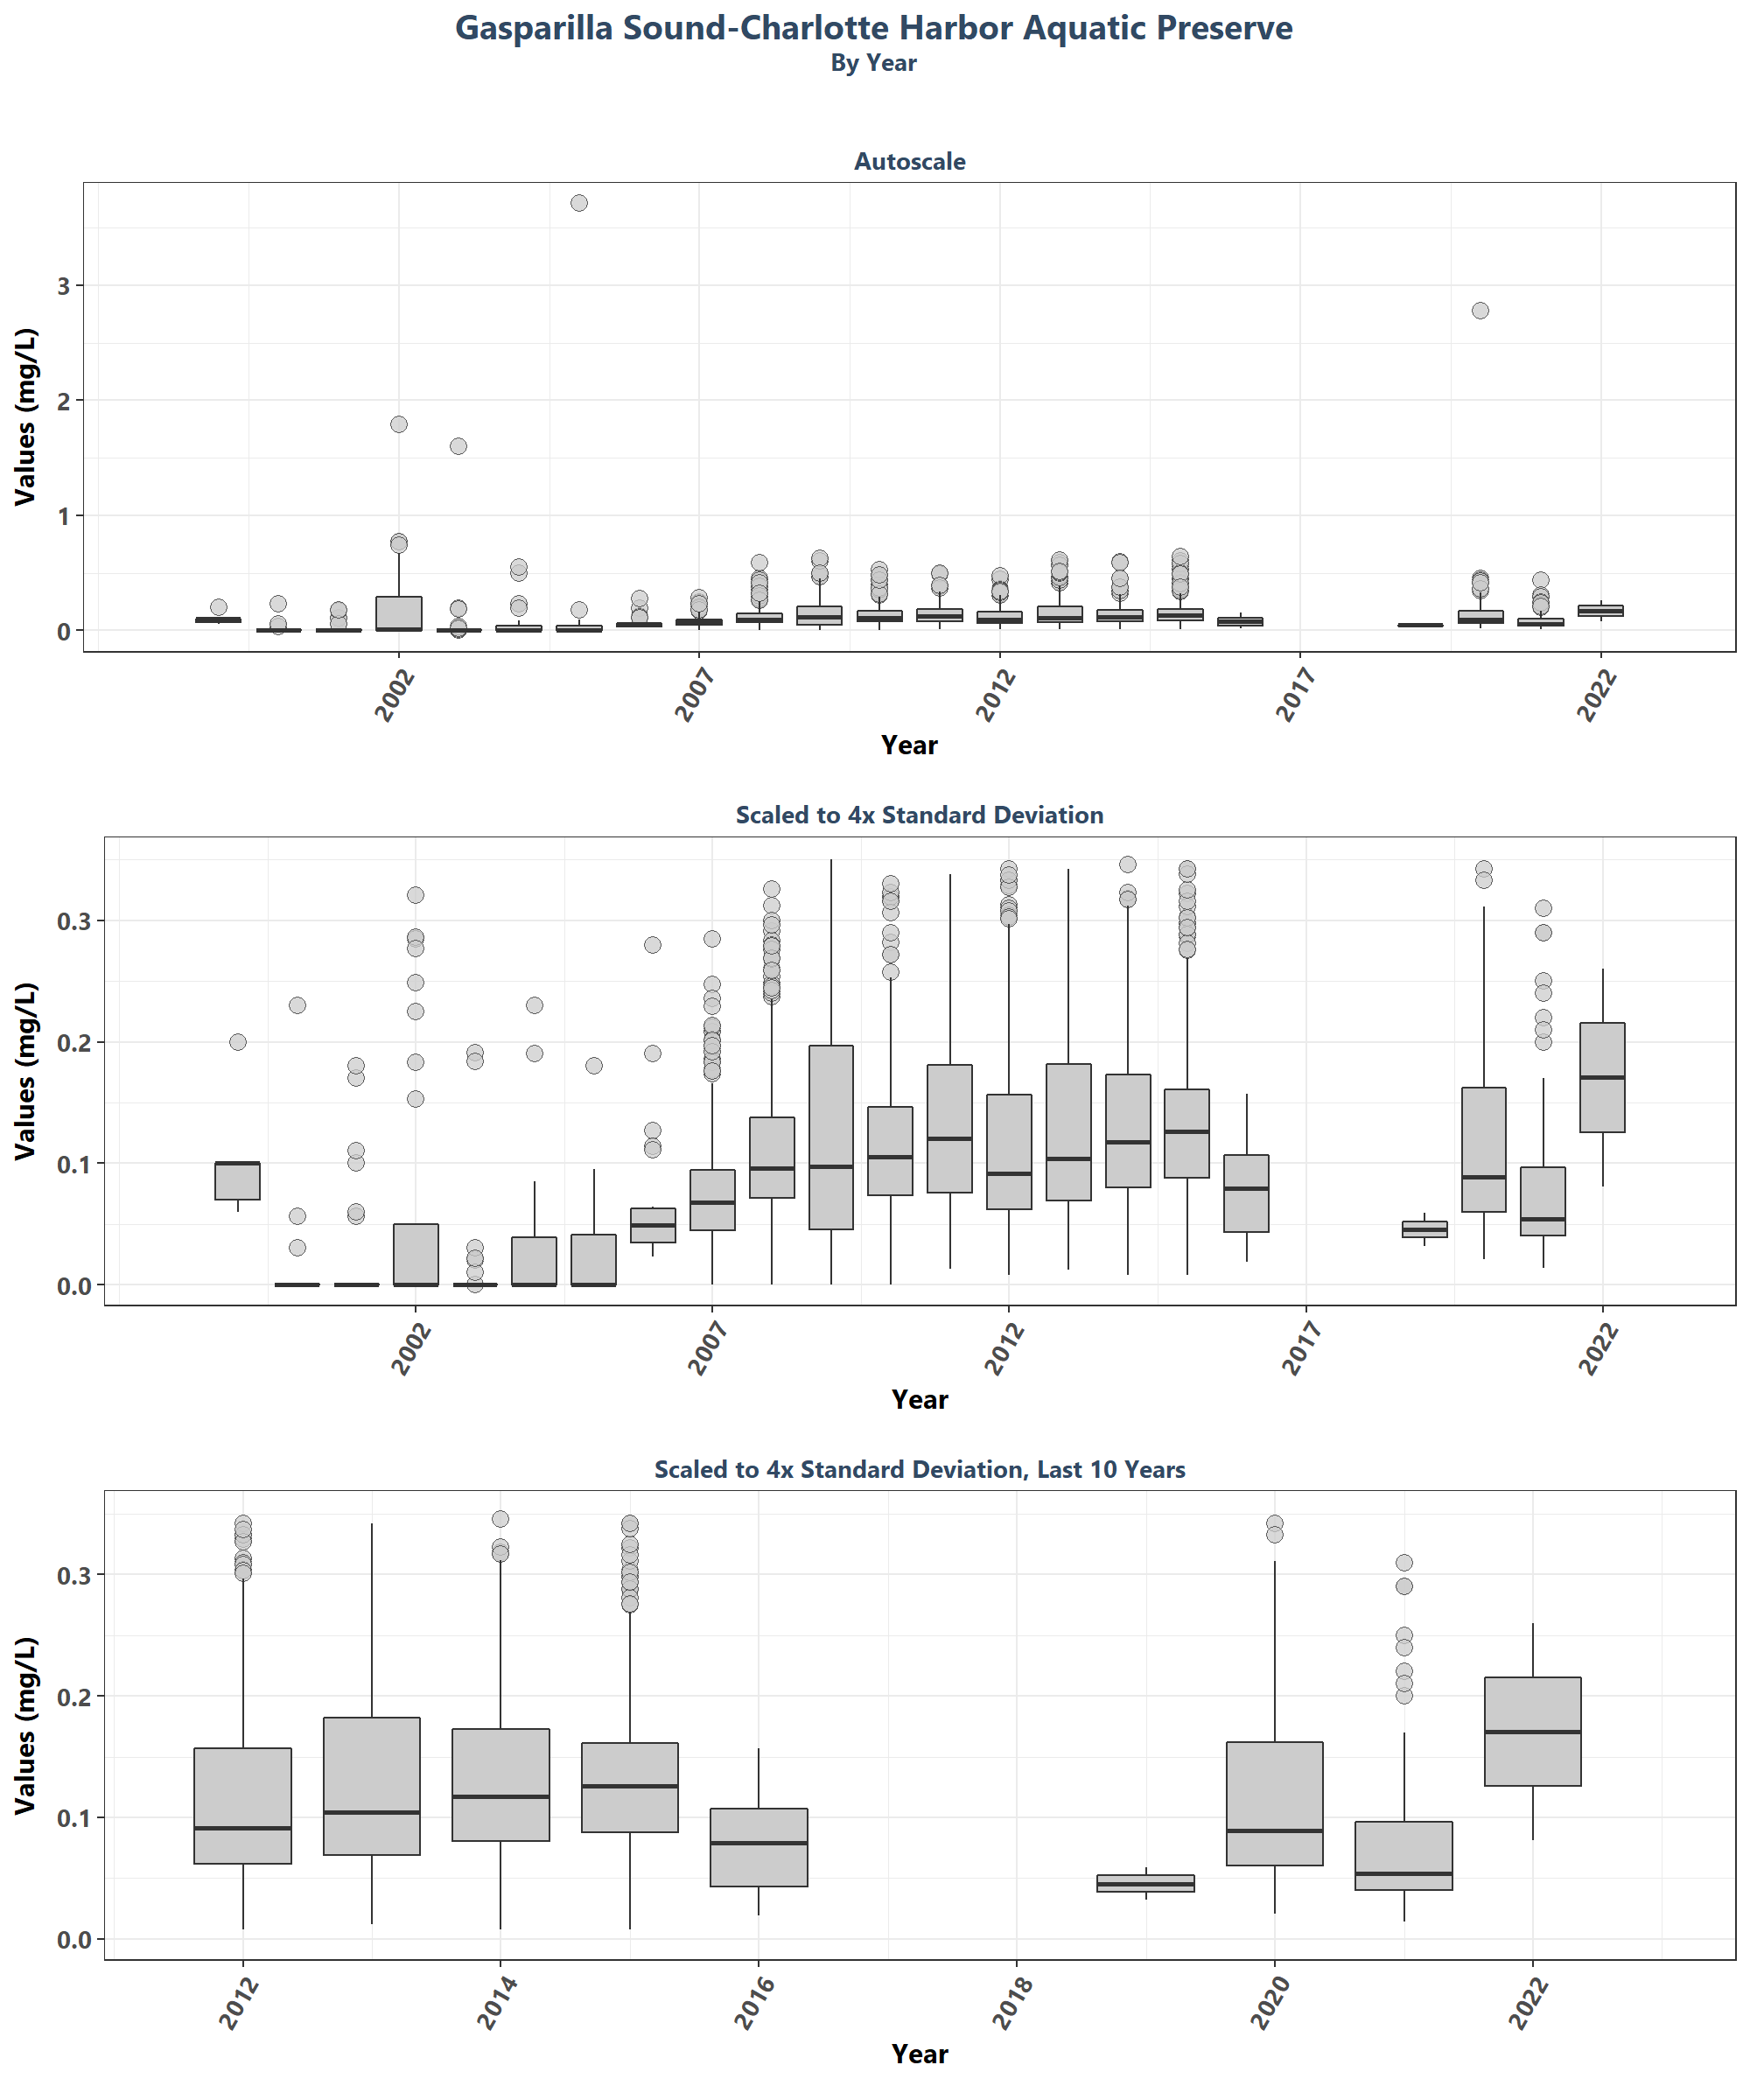 Gasparilla Sound-Charlotte Harbor Aquatic Preserve
By Year
Autoscale
Values (mg/L)
3
2
1
0
2002
2007
2012
2017
2022
Year
Scaled to 4x Standard Deviation
Values (mg/L)
0.3
0.2
0.1
0.0
2002
2007
2012
2017
2022
Year
Scaled to 4x Standard Deviation, Last 10 Years
Values (mg/L)
0.3
0.2
0.1
0.0
2012
2014
2016
2018
2020
2022
Year